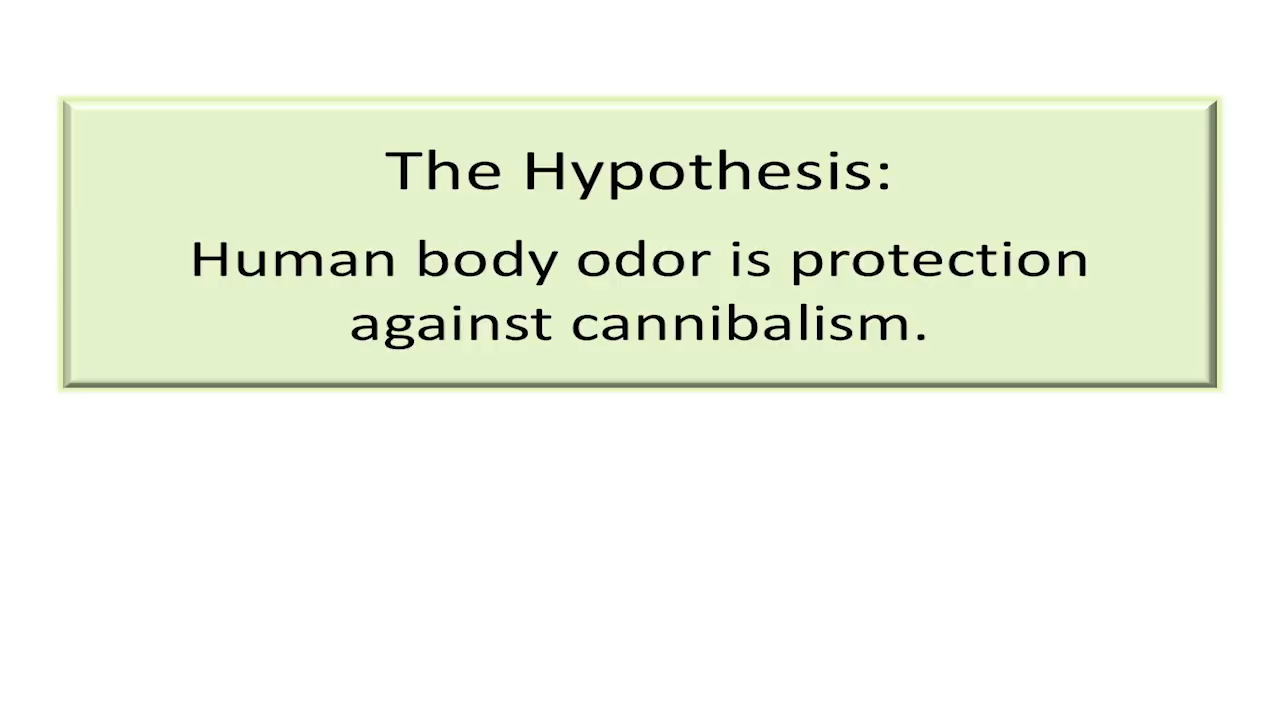 The Hypothesis:
Human body odor is protection
against cannibalism.